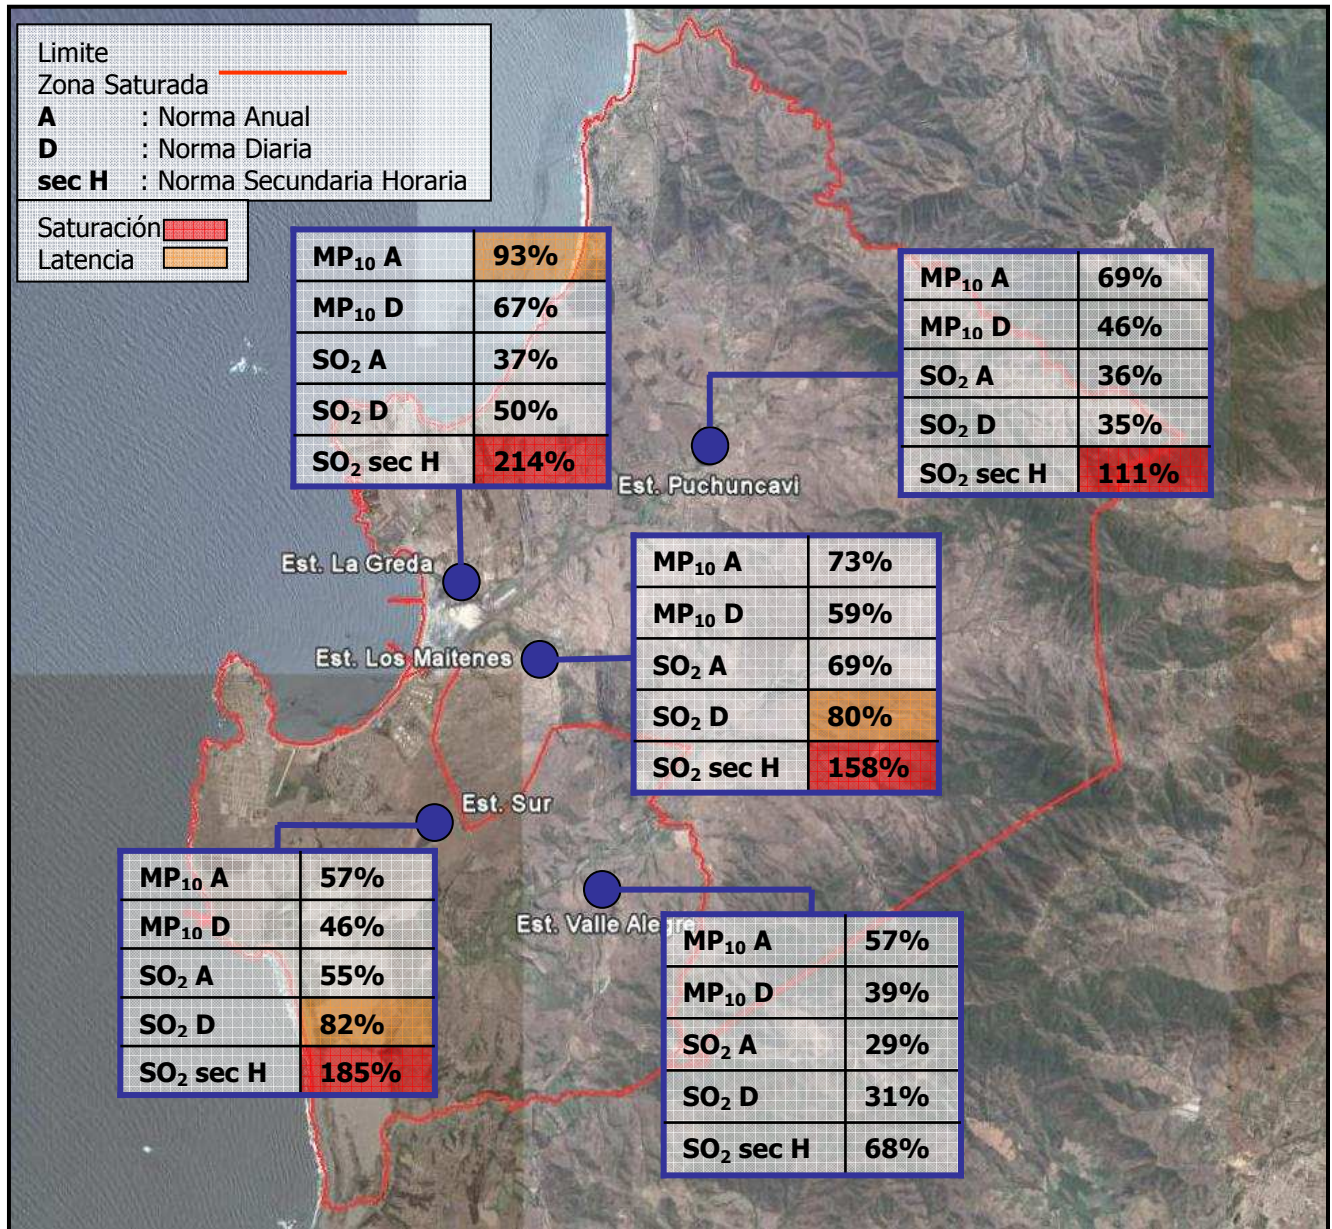 Limite
Zona Saturada
A : Norma Anual
D : Norma Diaria
sec H : Norma Secundaria Horaria
Saturación
Latencia
MP10 A 93%
MP10 D 67%
SO2 A 37%
SO2 D 50%
SO2 sec H 214%
MP10 A 69%
MP10 D 46%
SO2 A 36%
SO2 D 35%
SO2 sec H 111%
Est. Puchuncavi
Est. La Greda
MP10 A 73%
MP10 D 59%
SO2 A 69%
SO2 D 80%
SO2 sec H 158%
Est. Los Maitenes
Est. Sur
MP10 A 57%
MP10 D 46%
SO2 A 55%
SO2 D 82%
SO2 sec H 185%
Est. Valle Alegre
MP10 A 57%
MP10 D 39%
SO2 A 29%
SO2 D 31%
SO2 sec H 68%